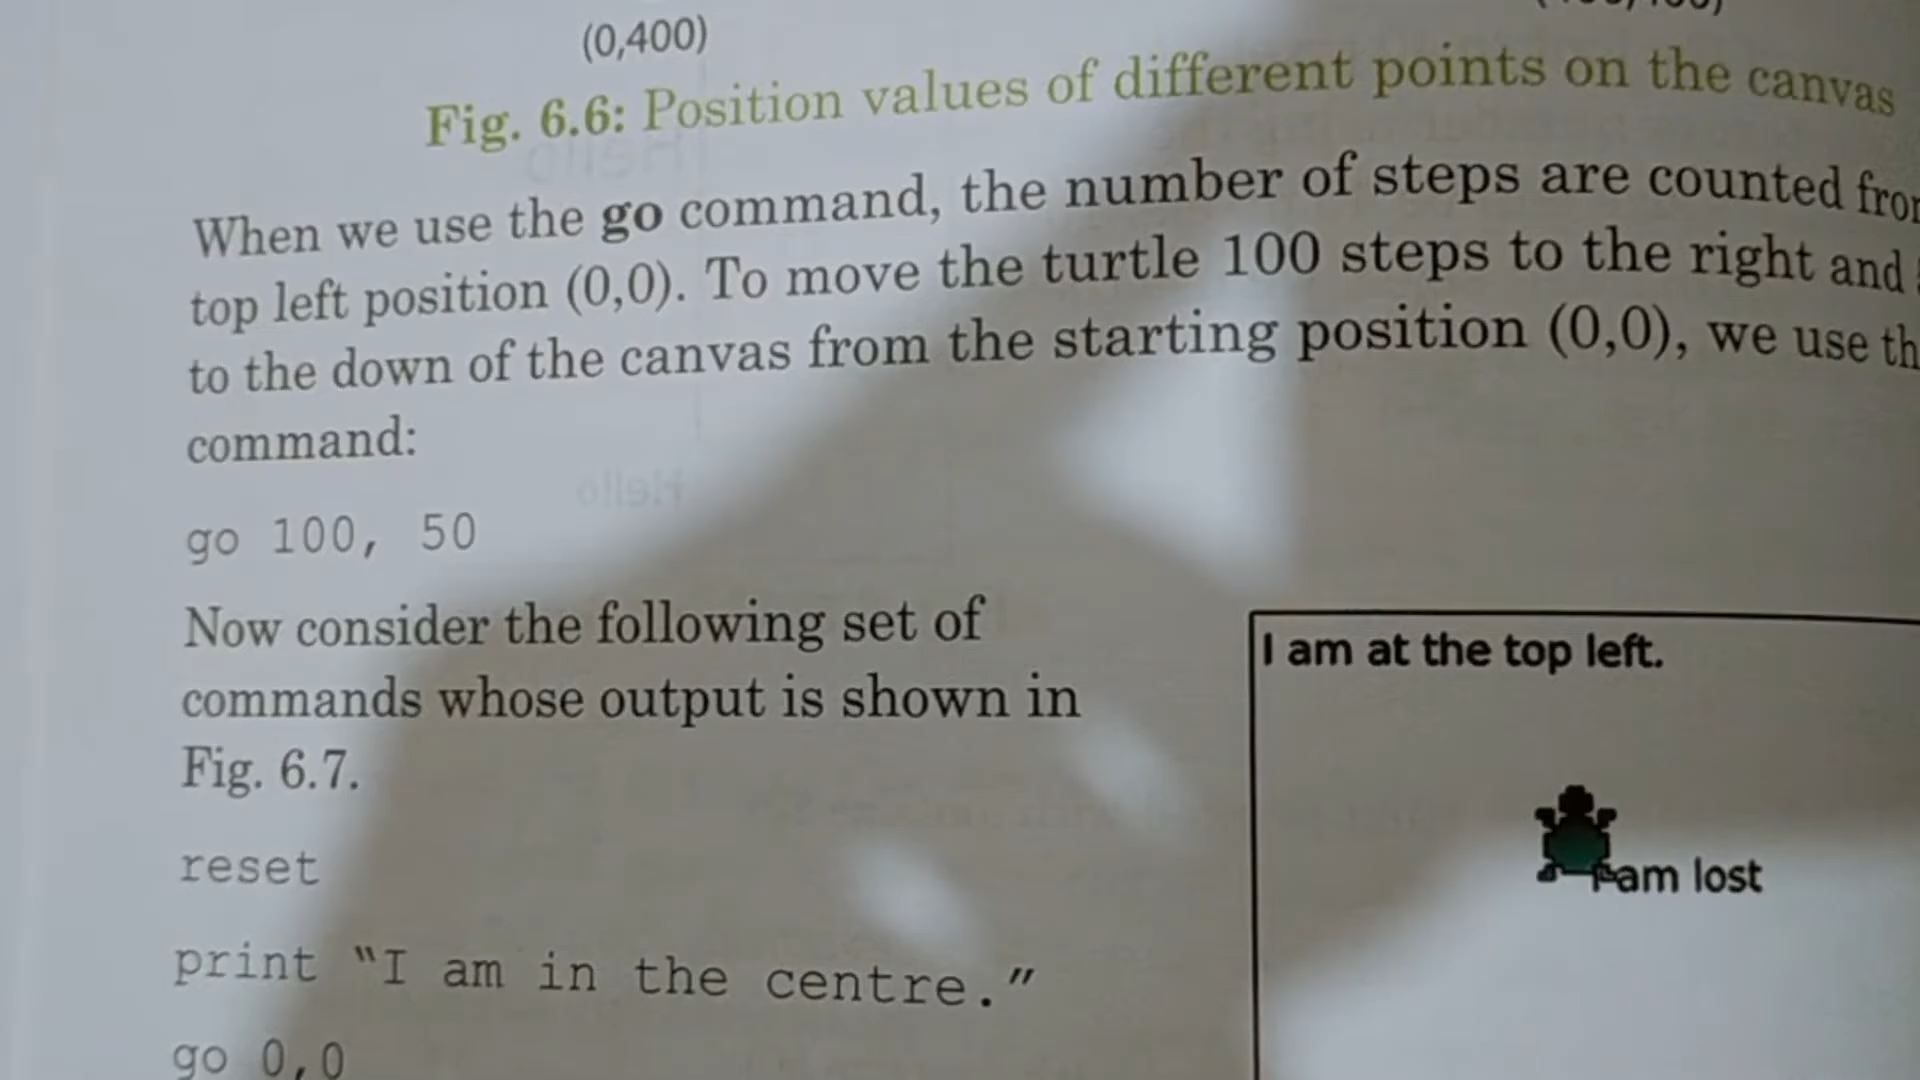 (0,400)
Fig. 6.6: Position values of different points on the canvas
When we use the go command, the number of steps are counted
top left position (0,0). To move the turtle 100 steps to the right and
to the down of the canvas from the starting position (0,0), we use
command:
go 100, 50
Now consider the following set of
commands whose output is shown in
Fig. 6.7.
reset
print "I am in the centre."
go 0,0
I am at the top left.
I am lost